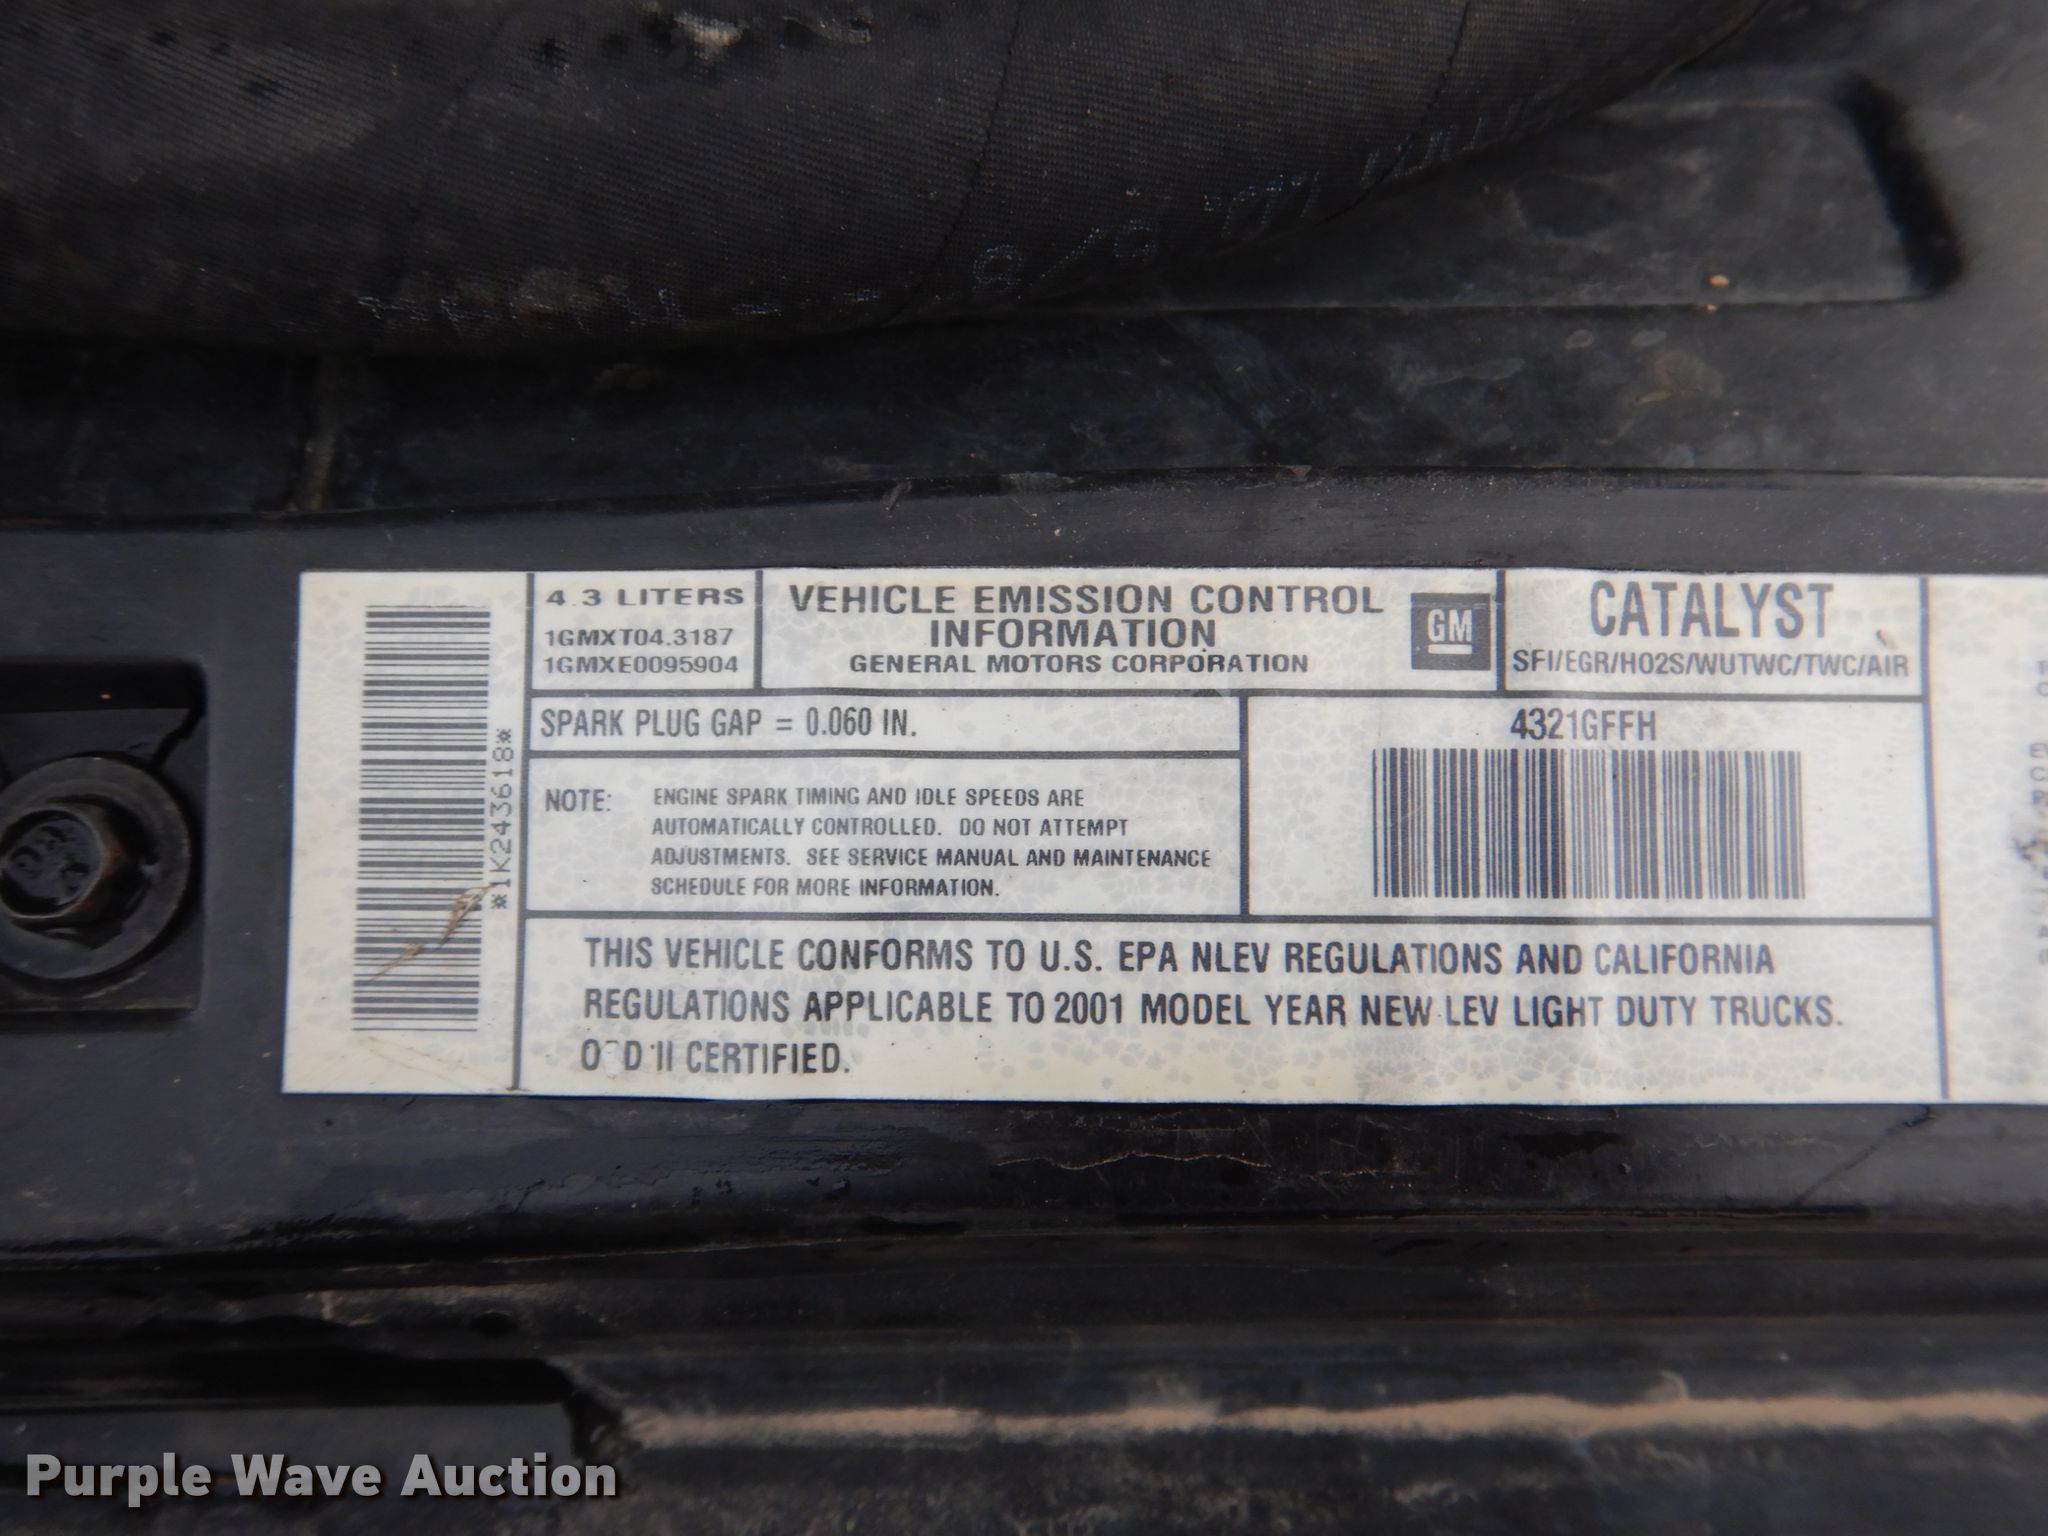 4.3 LITERS
1GMXT04.3187
1GMXE0095904
VEHICLE EMISSION CONTROL
INFORMATION
GENERAL MOTORS CORPORATION
GM
CATALYST
SFI/EGR/HO2S/WUTWC/TWC/AIR
*1K243618*
SPARK PLUG GAP = 0.060 IN.
4321GFFH
NOTE: ENGINE SPARK TIMING AND IDLE SPEEDS ARE
AUTOMATICALLY CONTROLLED. DO NOT ATTEMPT
ADJUSTMENTS. SEE SERVICE MANUAL AND MAINTENANCE
SCHEDULE FOR MORE INFORMATION.
THIS VEHICLE CONFORMS TO U.S. EPA NLEV REGULATIONS AND CALIFORNIA
REGULATIONS APPLICABLE TO 2001 MODEL YEAR NEW LEV LIGHT DUTY TRUCKS.
O D II CERTIFIED.
Purple Wave Auction